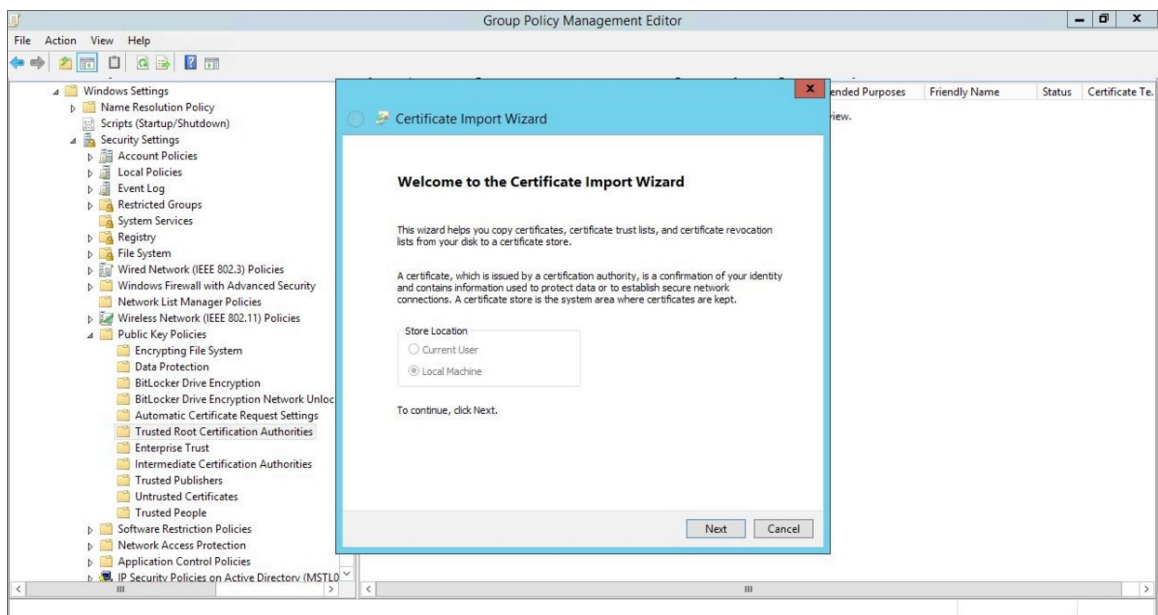 Group Policy Management Editor
File Action View Help
Windows Settings
Name Resolution Policy
Scripts (Startup/Shutdown)
Security Settings
Account Policies
Local Policies
Event Log
Restricted Groups
System Services
Registry
File System
Wired Network (IEEE 802.3) Policies
Windows Firewall with Advanced Security
Network List Manager Policies
Wireless Network (IEEE 802.11) Policies
Public Key Policies
Encrypting File System
Data Protection
BitLocker Drive Encryption
BitLocker Drive Encryption Network Unloc
Automatic Certificate Request Settings
Trusted Root Certification Authorities
Enterprise Trust
Intermediate Certification Authorities
Trusted Publishers
Untrusted Certificates
Trusted People
Software Restriction Policies
Network Access Protection
Application Control Policies
IP Security Policies on Active Directory (MSTL0
ended Purposes Friendly Name Status Certificate Te.
view.
Certificate Import Wizard
Welcome to the Certificate Import Wizard
This wizard helps you copy certificates, certificate trust lists, and certificate revocation
lists from your disk to a certificate store.
A certificate, which is issued by a certification authority, is a confirmation of your identity
and contains information used to protect data or to establish secure network
connections. A certificate store is the system area where certificates are kept.
Store Location
Current User
Local Machine
To continue, click Next.
Next Cancel